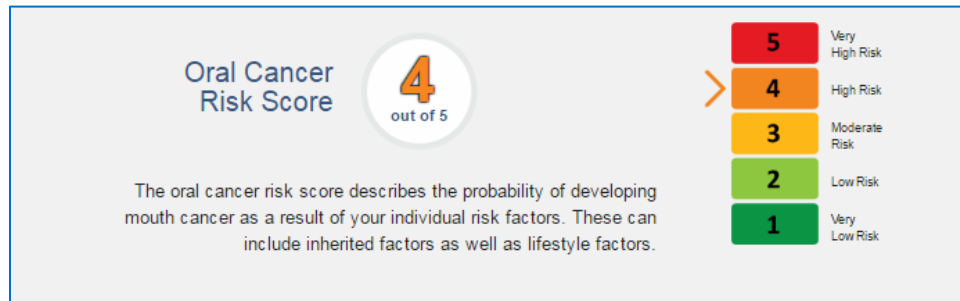 Oral Cancer
Risk Score
4
out of 5
The oral cancer risk score describes the probability of developing
mouth cancer as a result of your individual risk factors. These can
include inherited factors as well as lifestyle factors.
5
Very
High Risk
4
High Risk
3
Moderate
Risk
2
Low Risk
1
Very
Low Risk